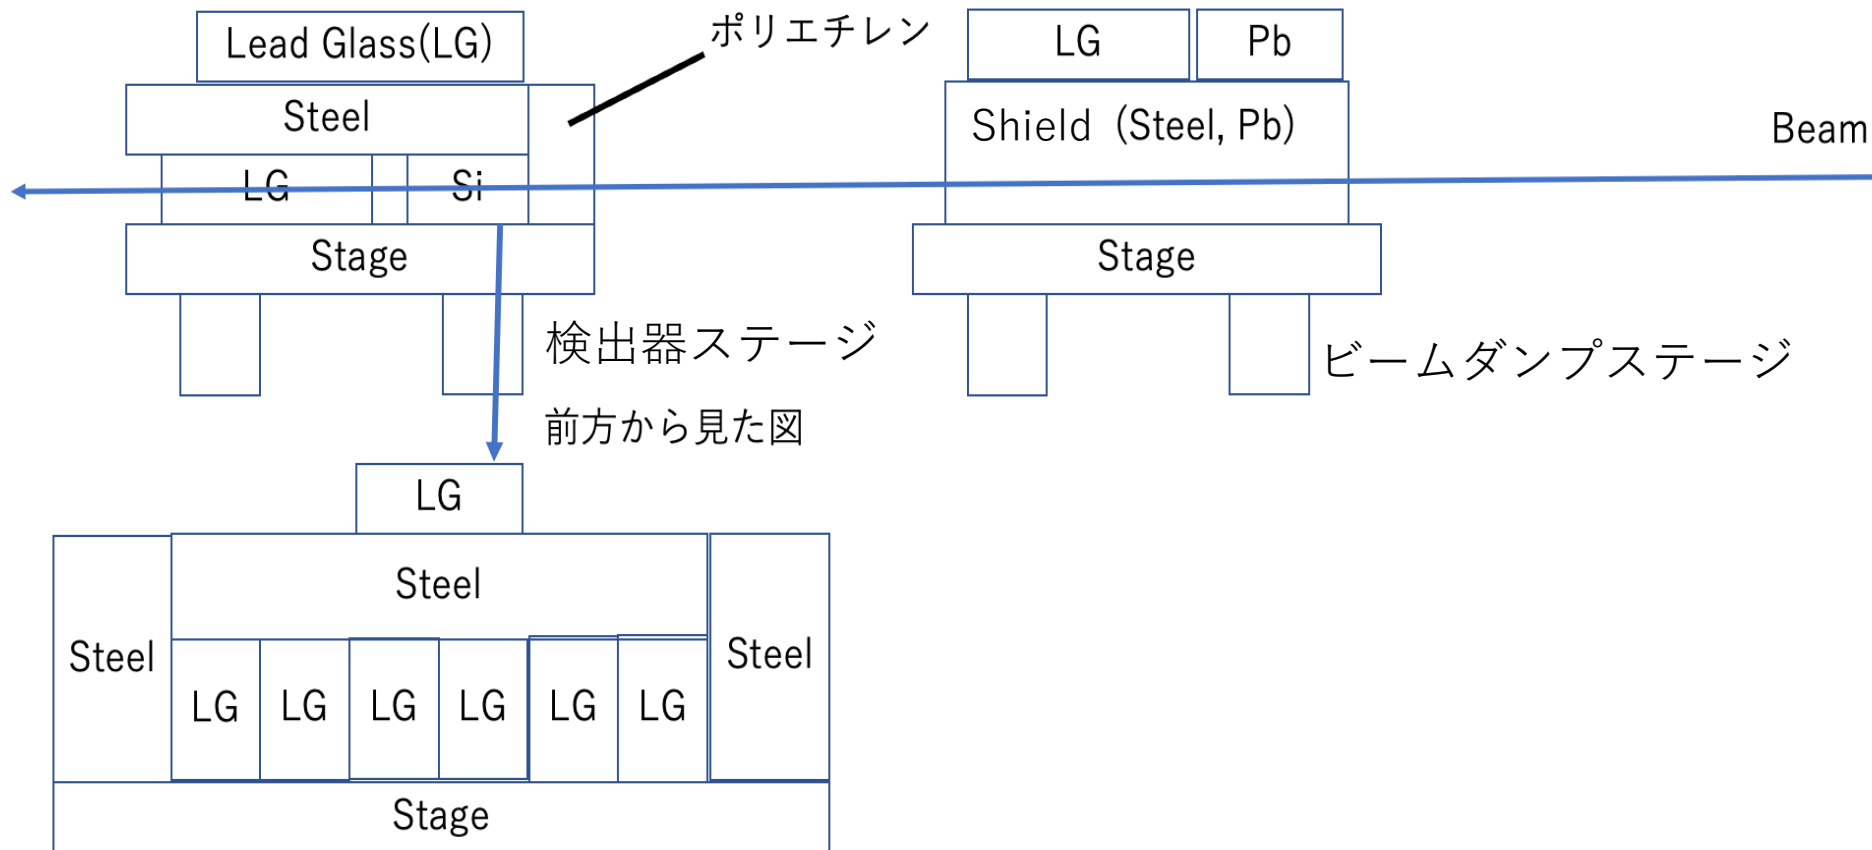 Lead Glass(LG)
ポリエチレン
LG
Pb
Steel
Shield (Steel, Pb)
Beam
LG
Si
Stage
Stage
検出器ステージ
ビームダンプステージ
前方から見た図
LG
Steel
Steel
Steel
LG
LG
LG
LG
LG
LG
Stage